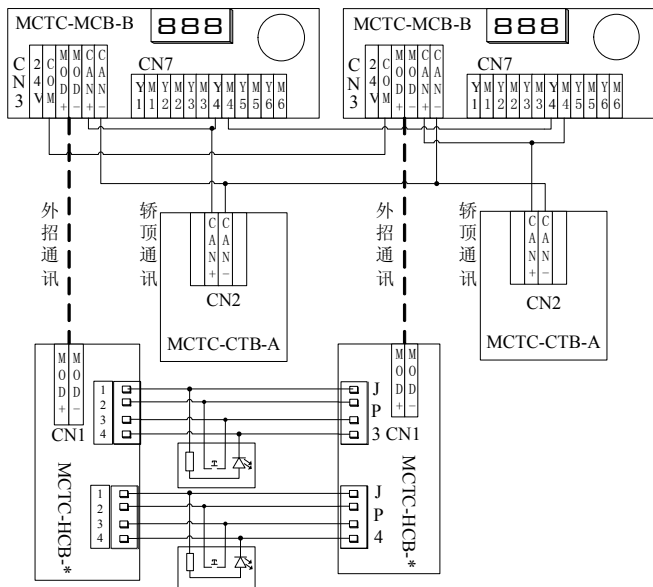 MCTC-MCB-B
888
MCTC-MCB-B
888
CN3
24V
COM
MOD+
MOD-
CAN+
CAN-
CN7
Y1
M1
Y2
M2
Y3
M3
Y4
M4
Y5
M5
Y6
M6
CN3
24V
COM
MOD+
MOD-
CAN+
CAN-
CN7
Y1
M1
Y2
M2
Y3
M3
Y4
M4
Y5
M5
Y6
M6
外招通讯
轿顶通讯
CAN+
CAN-
CN2
MCTC-CTB-A
外招通讯
轿顶通讯
CAN+
CAN-
CN2
MCTC-CTB-A
MOD+
MOD-
CN1
MCTC-HCB-*
1
2
3
4
1
2
3
4
JP3
JP4
MOD+
MOD-
CN1
MCTC-HCB-*